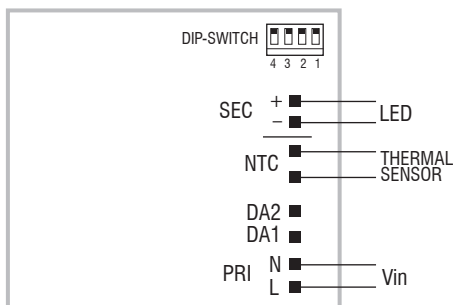 DIP-SWITCH
4 3 2 1
SEC + LED
−
NTC THERMAL
SENSOR
DA2
DA1
PRI N Vin
L